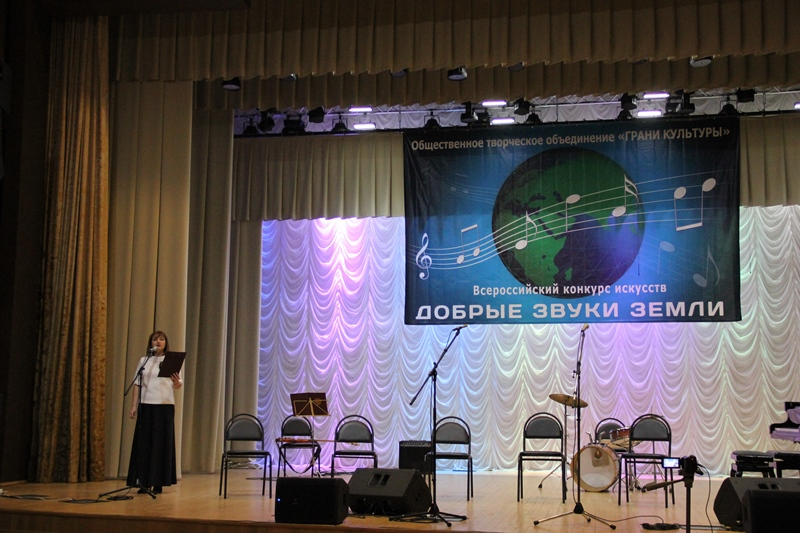 Общественное творческое объединение «ГРАНИ КУЛЬТУРЫ»
Всероссийский конкурс искусств
ДОБРЫЕ ЗВУКИ ЗЕМЛИ